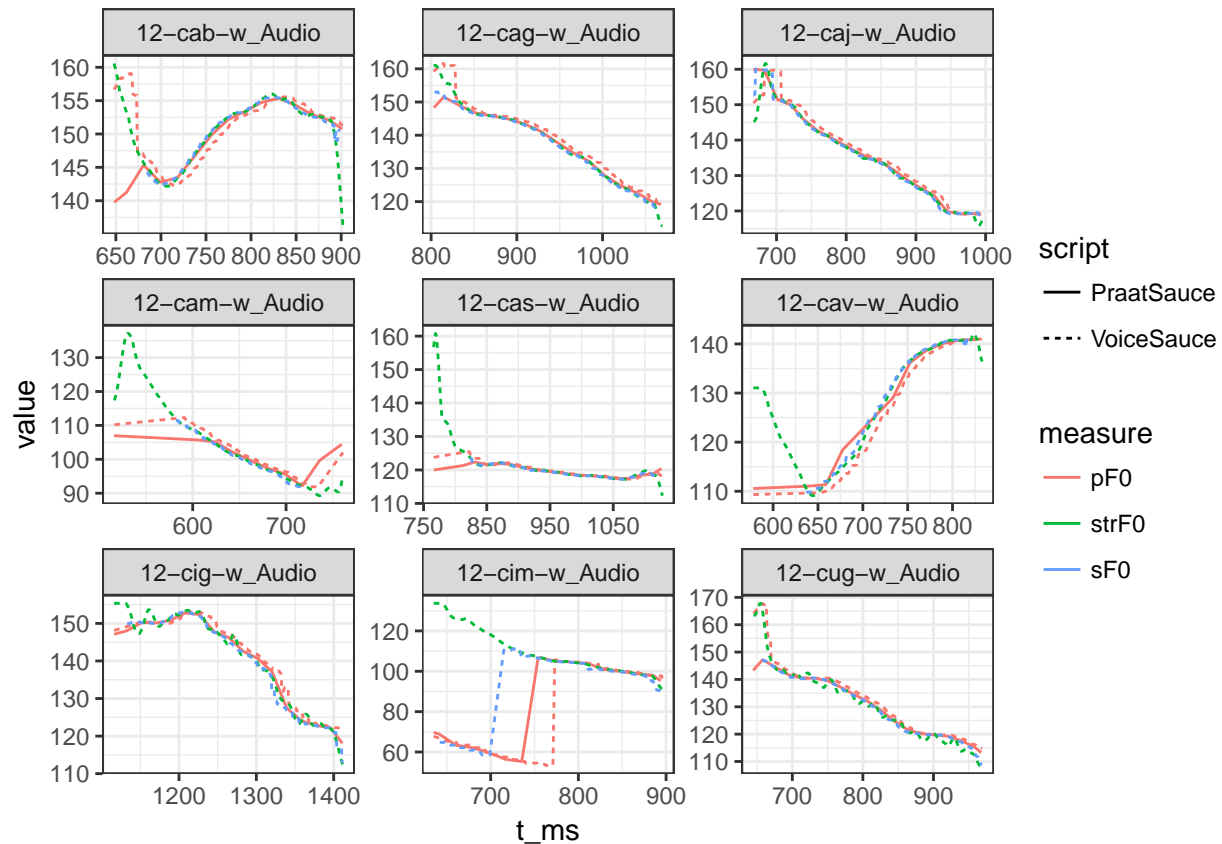 12−cab−w_Audio
12−cag−w_Audio
12−caj−w_Audio
160
155
150
145
140
650 700 750 800 850 900
160
150
140
130
120
800 900 1000
160
150
140
130
120
700 800 900 1000
12−cam−w_Audio
12−cas−w_Audio
12−cav−w_Audio
130
120
110
100
90
600 700
160
150
140
130
120
110
750 850 950 1050
140
130
120
110
600 650 700 750 800
12−cig−w_Audio
12−cim−w_Audio
12−cug−w_Audio
150
140
130
120
110
1200 1300 1400
120
100
80
60
700 800 900
170
160
150
140
130
120
110
700 800 900
value
t_ms
script
PraatSauce
VoiceSauce
measure
pF0
strF0
sF0